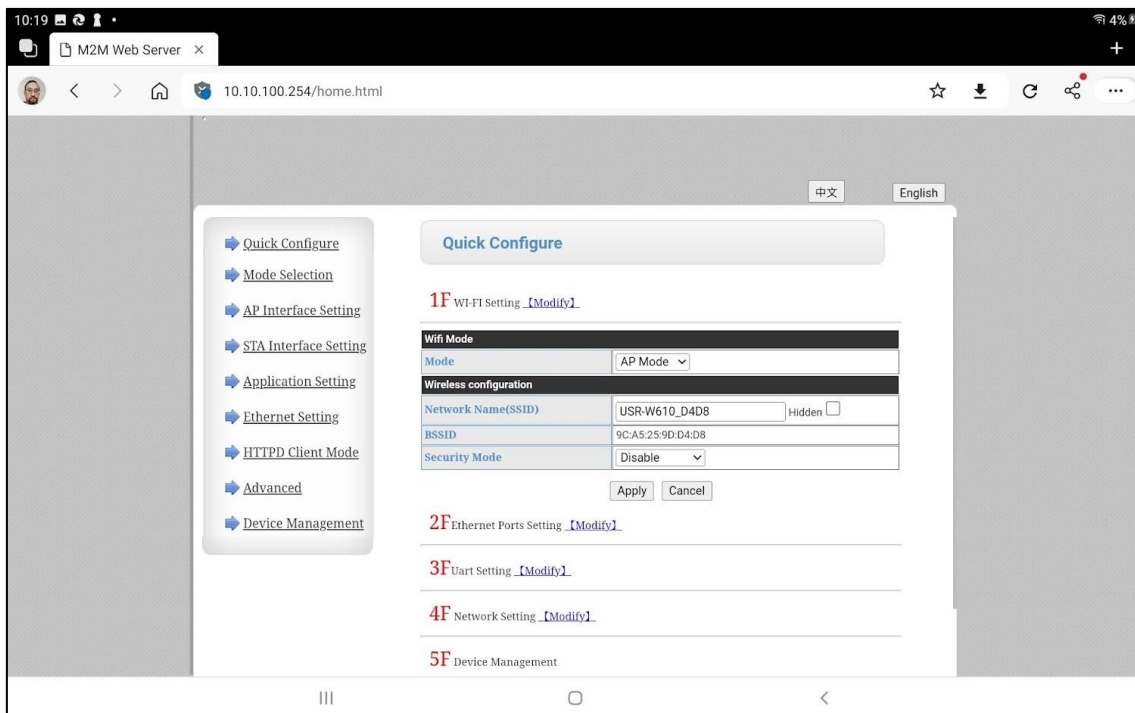 10:19
4%
M2M Web Server
10.10.100.254/home.html
中文 English
Quick Configure
Mode Selection
AP Interface Setting
STA Interface Setting
Application Setting
Ethernet Setting
HTTPD Client Mode
Advanced
Device Management
Quick Configure
1F WI-FI Setting 【Modify】
Wifi Mode
Mode AP Mode
Wireless configuration
Network Name(SSID) USR-W610_D4D8 Hidden
BSSID 9C:A5:25:9D:D4:D8
Security Mode Disable
Apply Cancel
2F Ethernet Ports Setting 【Modify】
3F Uart Setting 【Modify】
4F Network Setting 【Modify】
5F Device Management